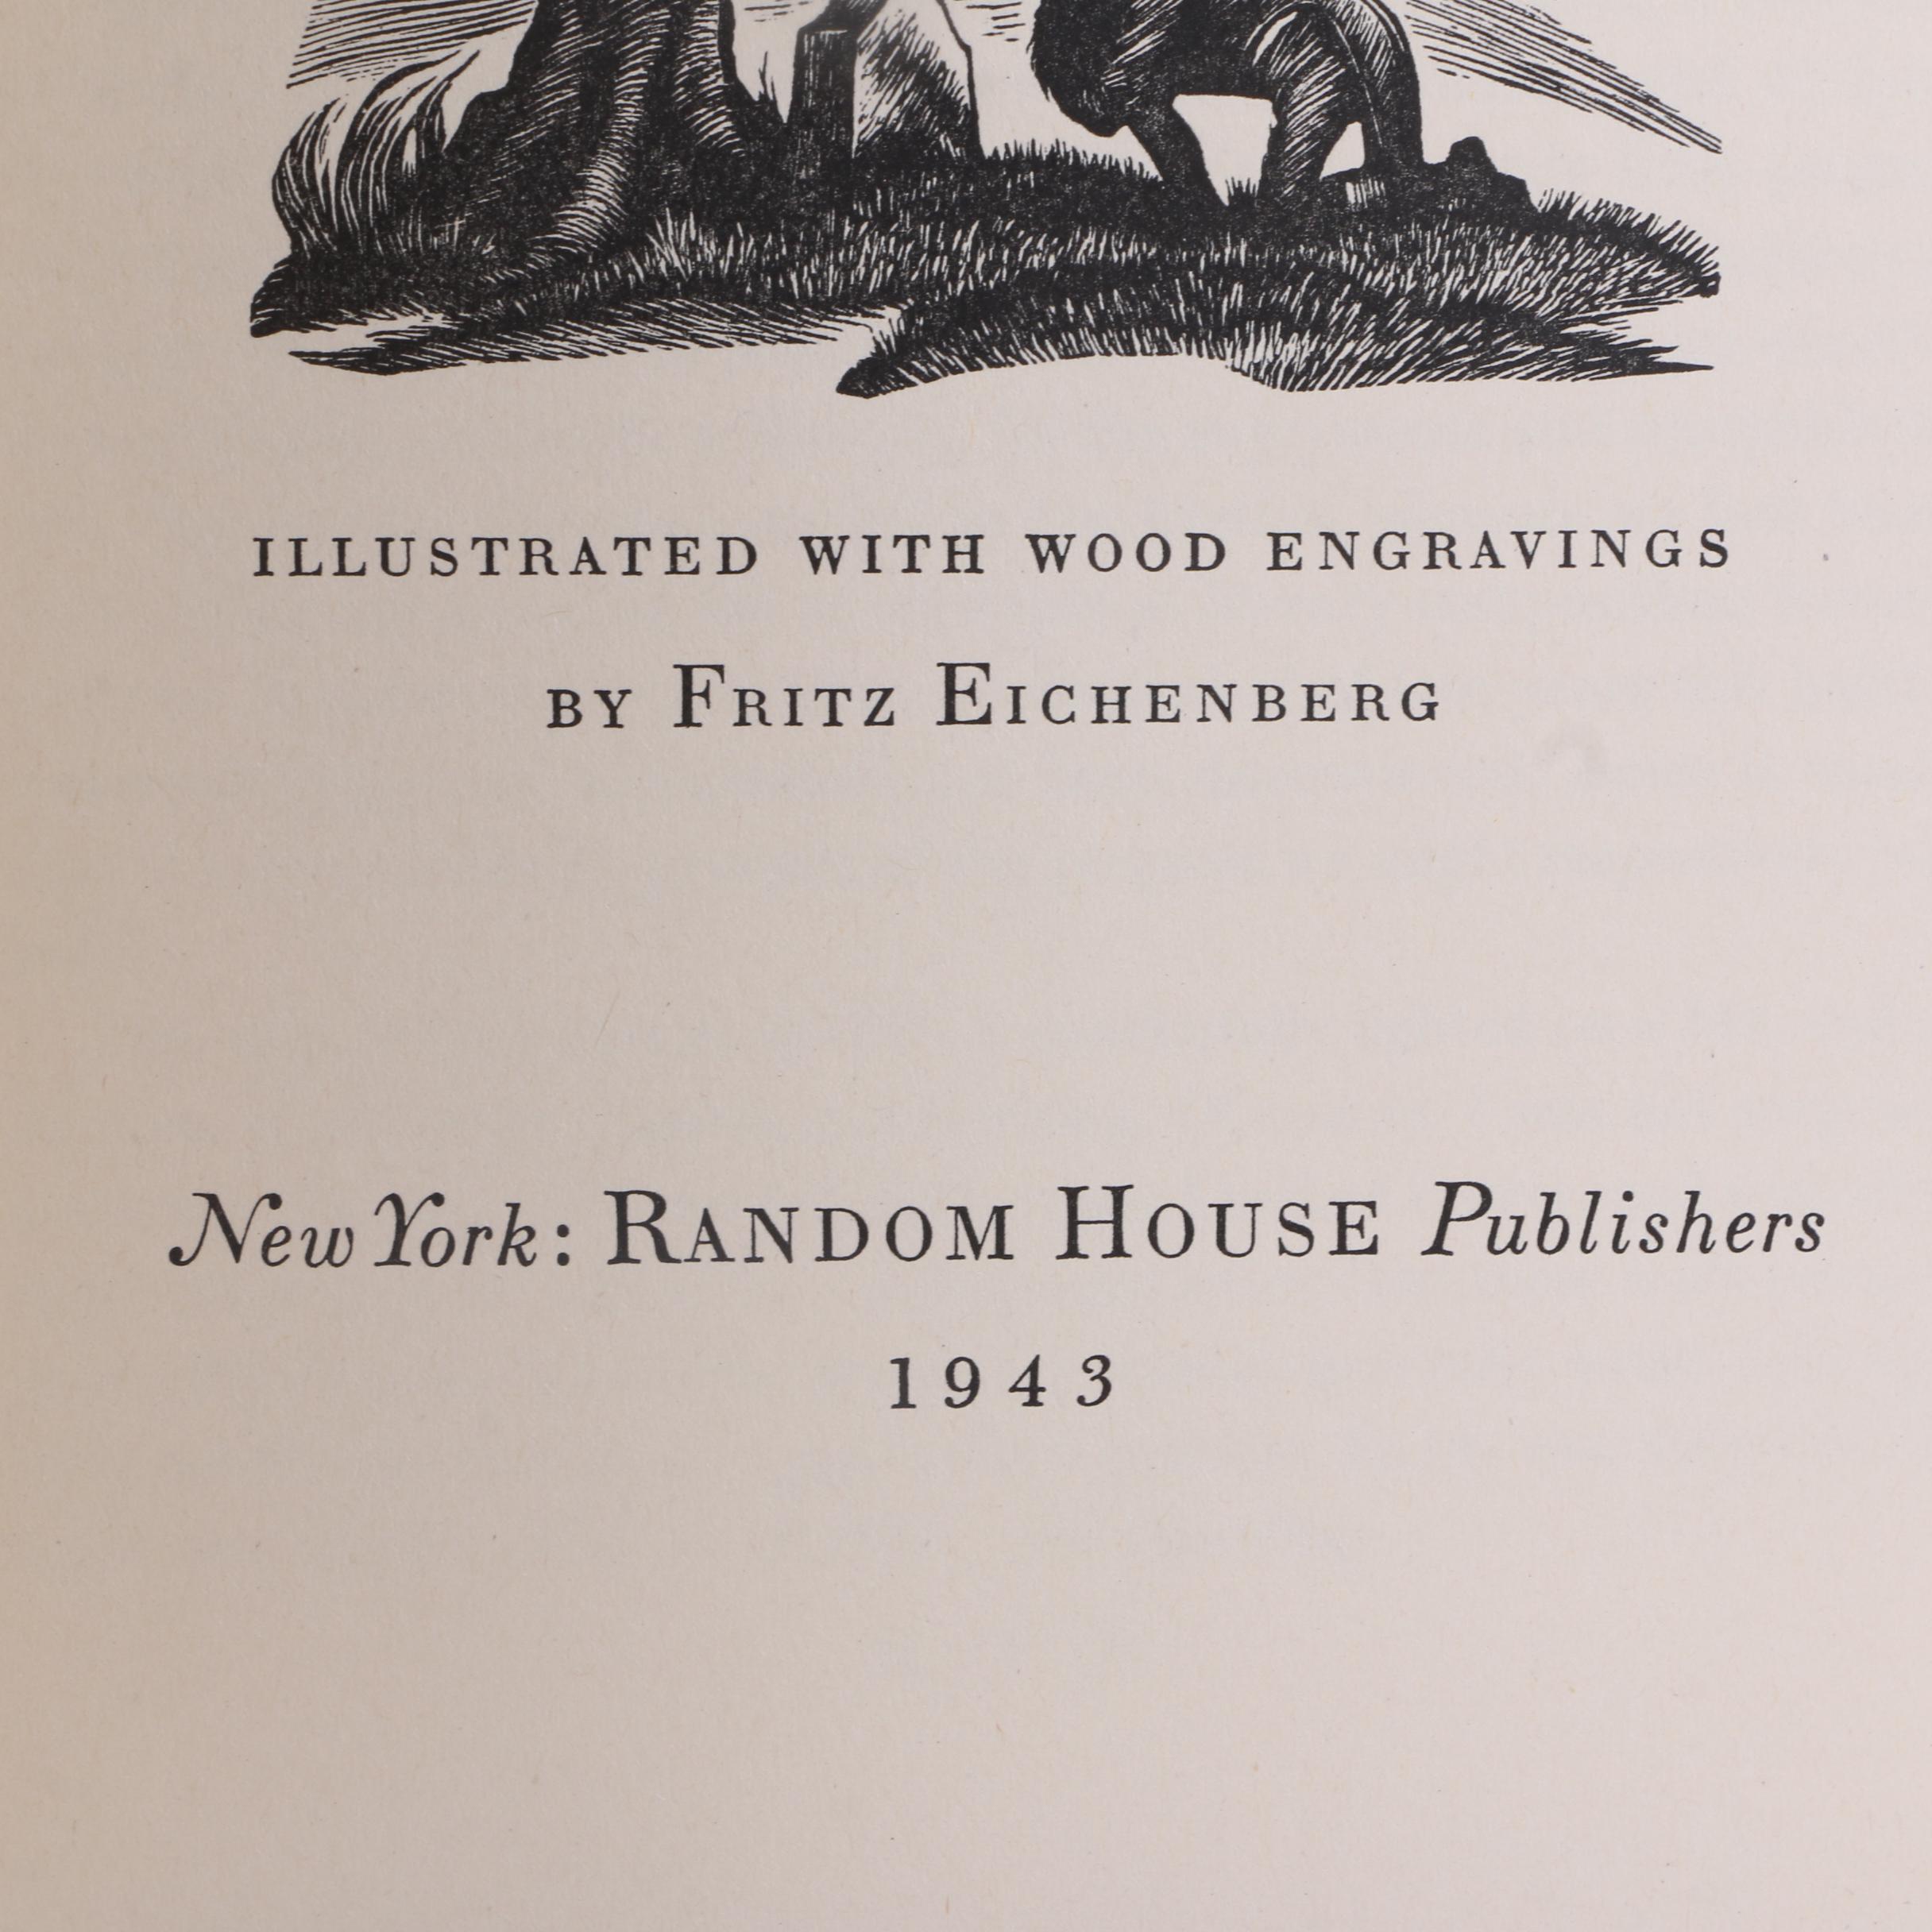 ILLUSTRATED WITH WOOD ENGRAVINGS
BY FRITZ EICHENBERG
New York: RANDOM HOUSE Publishers
1943